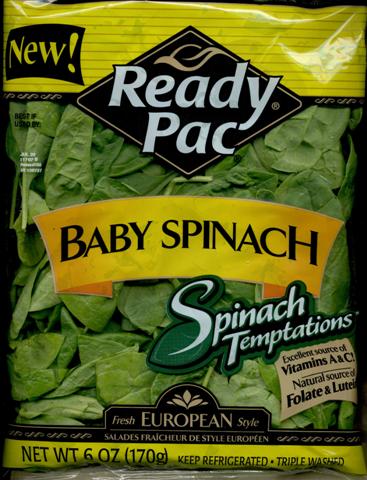 New!
Ready
Pac®
BEST IF
USED BY:
BABY SPINACH
Spinach
Temptations
Excellent source of
Vitamins A & C!
Natural source of
Folate & Lutein
Fresh EUROPEAN Style
SALADES FRAÎCHEUR DE STYLE EUROPÉEN
NET WT 6 OZ (170g) KEEP REFRIGERATED • TRIPLE WASHED